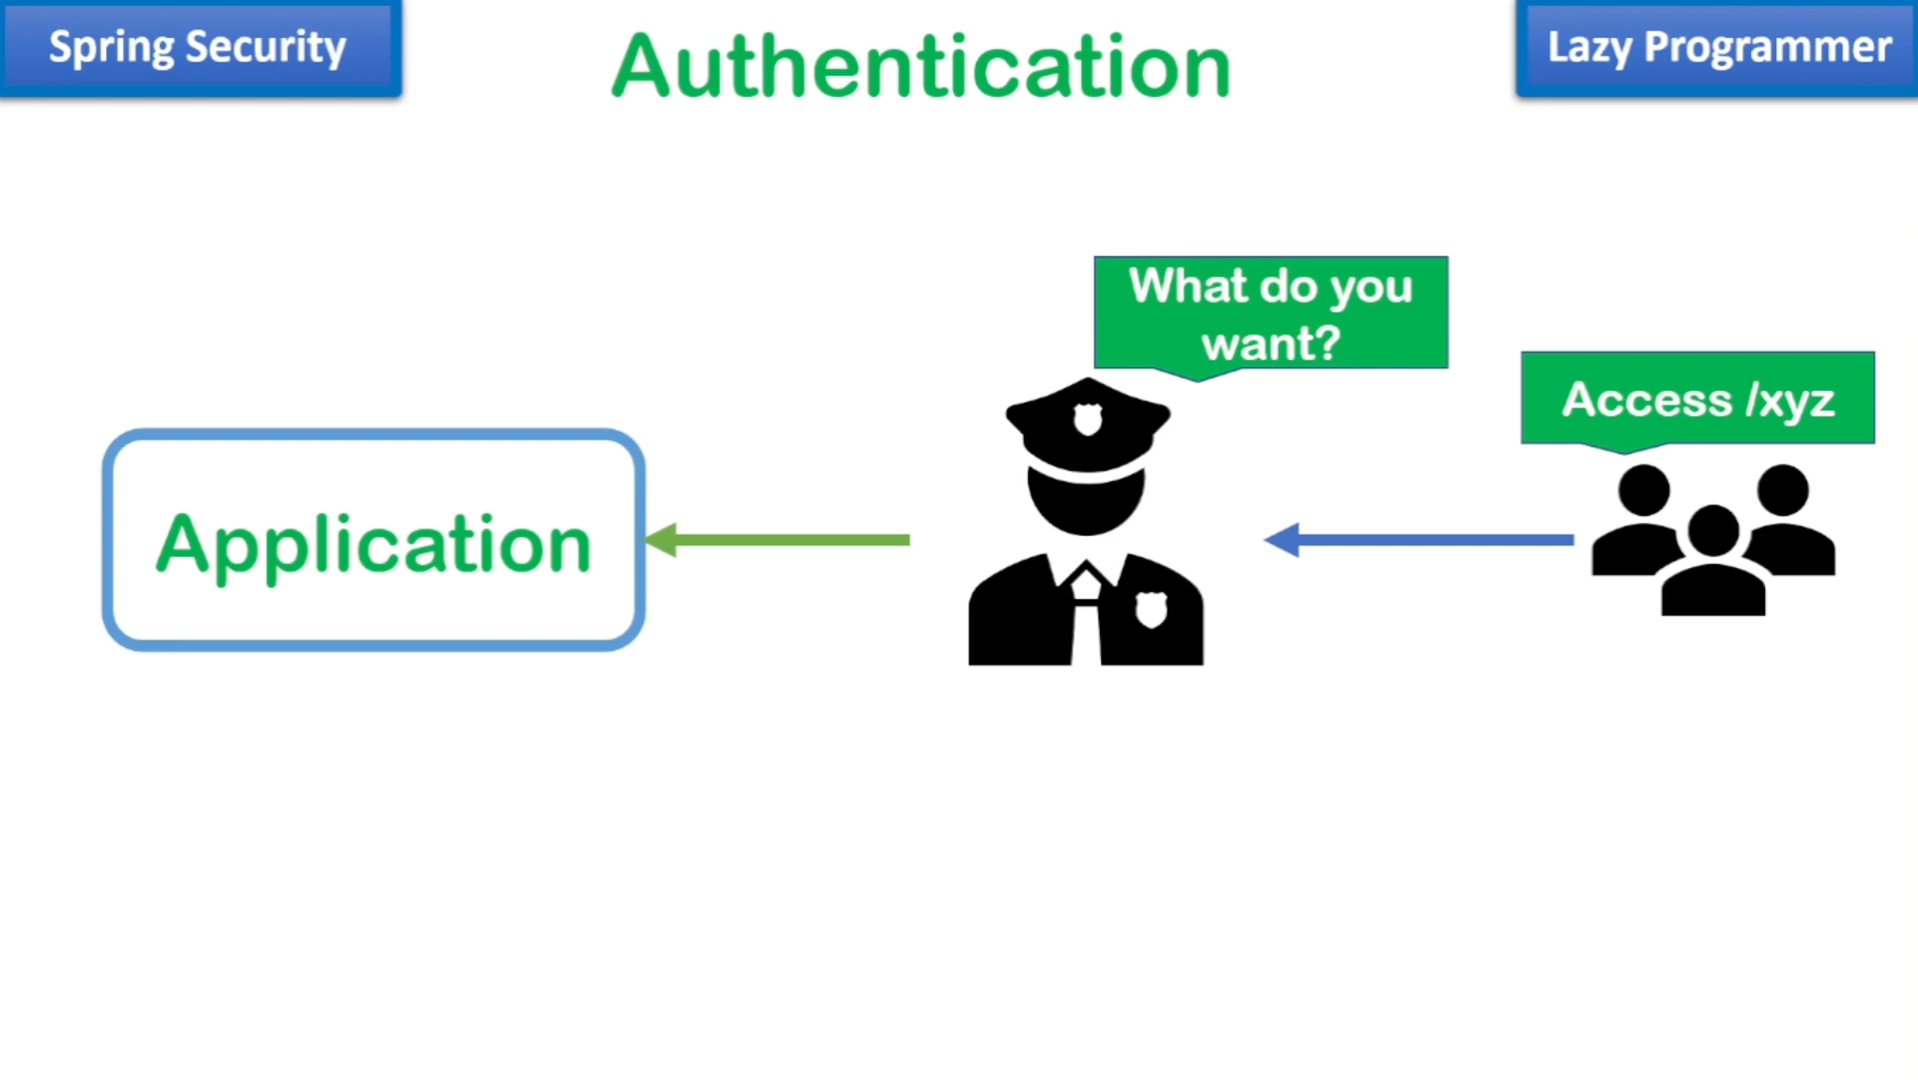 Spring Security
Authentication
Lazy Programmer
What do you
want?
Access /xyz
Application